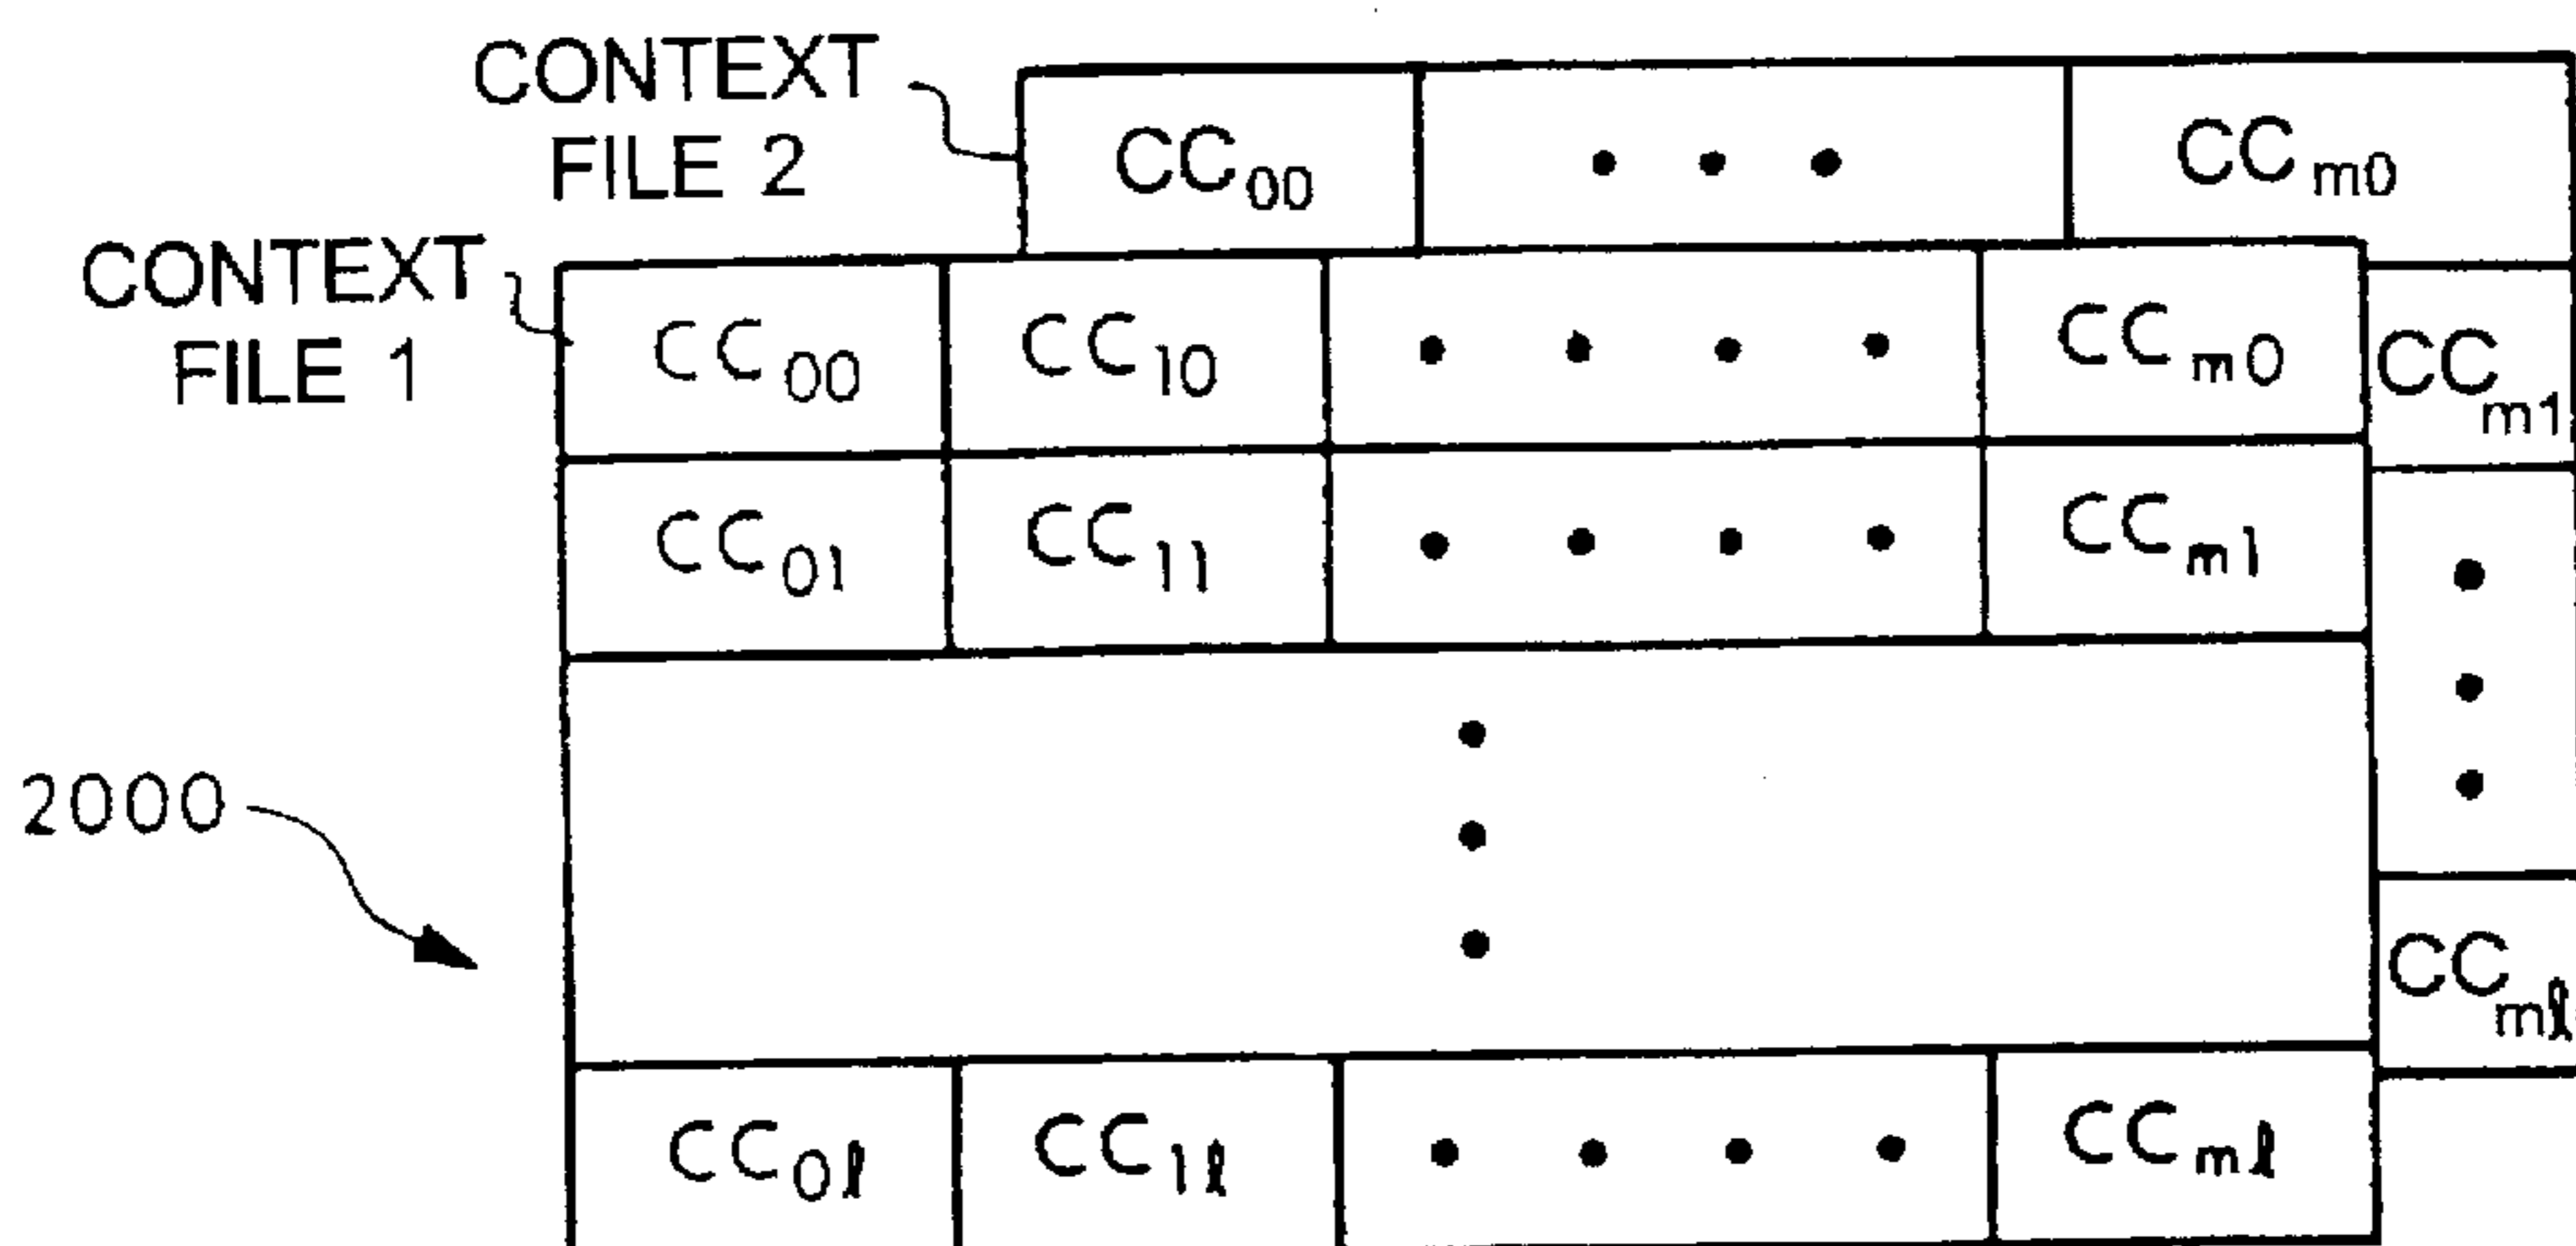 CONTEXT
FILE 2
CC₀₀ • • • CCₘ₀
CONTEXT
FILE 1
CC₀₀ CC₁₀ • • • • CCₘ₀
CCₘ₁
CC₀₁ CC₁₁ • • • • CCₘ₁
2000
CCₘℓ
CC₀ℓ CC₁ℓ • • • • CCₘℓ